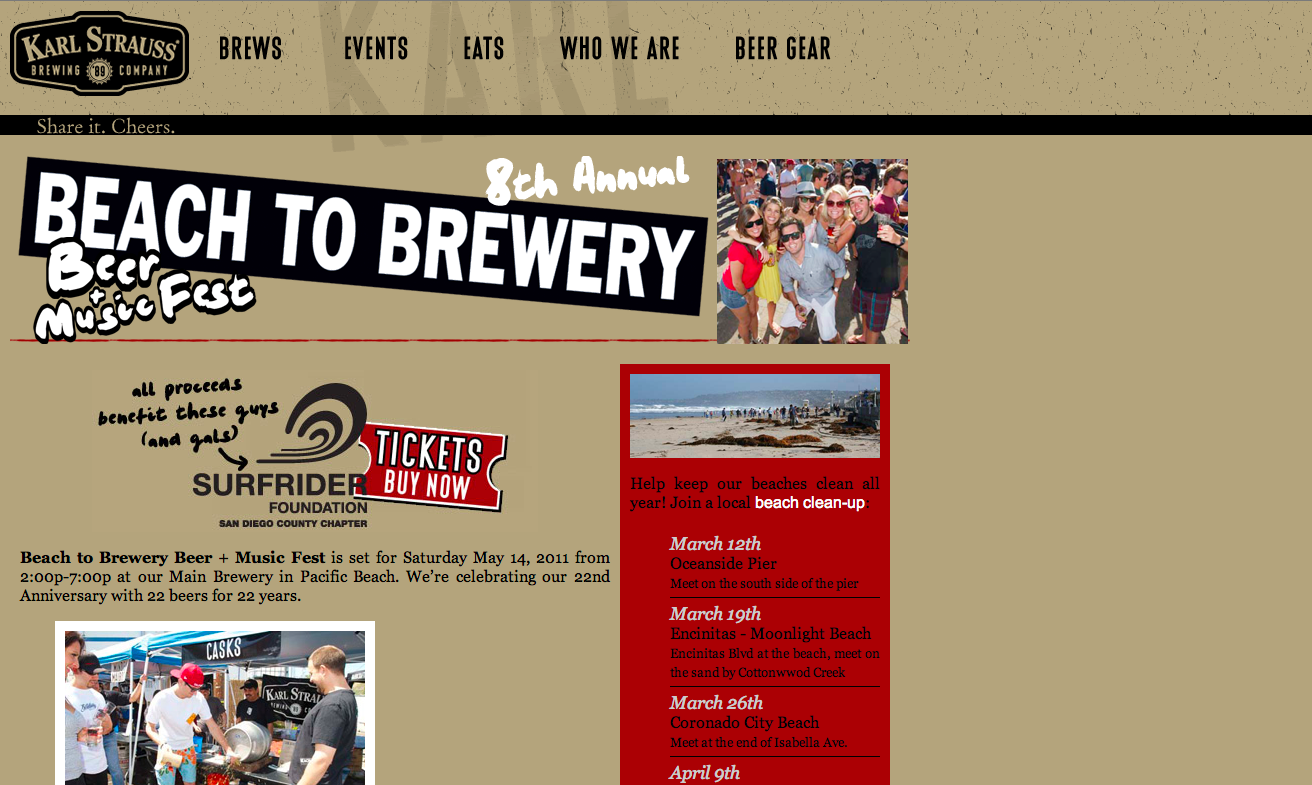 KARL STRAUSS
BREWING '89 COMPANY
BREWS
EVENTS
EATS
WHO WE ARE
BEER GEAR
KARL
Share it. Cheers.
8th Annual
BEACH TO BREWERY
Beer
+
Music Fest
all proceeds
benefit these guys
(and gals)
SURFRIDER
FOUNDATION
SAN DIEGO COUNTY CHAPTER
TICKETS
BUY NOW
Beach to Brewery Beer + Music Fest is set for Saturday May 14, 2011 from
2:00p-7:00p at our Main Brewery in Pacific Beach. We're celebrating our 22nd
Anniversary with 22 beers for 22 years.
CASKS
KARL STRAUSS
Help keep our beaches clean all
year! Join a local beach clean-up:
March 12th
Oceanside Pier
Meet on the south side of the pier
March 19th
Encinitas - Moonlight Beach
Encinitas Blvd at the beach, meet on
the sand by Cottonwwod Creek
March 26th
Coronado City Beach
Meet at the end of Isabella Ave.
April 9th